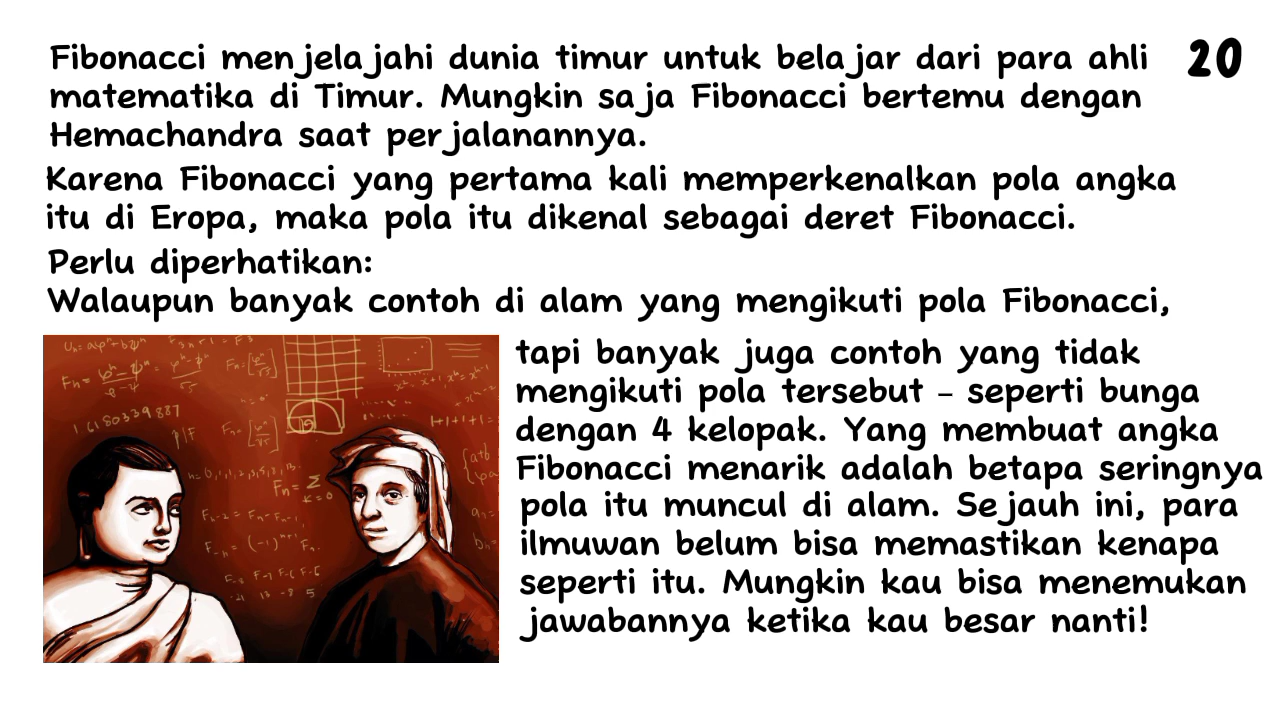 Fibonacci menjelajahi dunia timur untuk belajar dari para ahli
20
matematika di Timur. Mungkin saja Fibonacci bertemu dengan
Hemachandra saat perjalanannya.
Karena Fibonacci yang pertama kali memperkenalkan pola angka
itu di Eropa, maka pola itu dikenal sebagai deret Fibonacci.
Perlu diperhatikan:
Walaupun banyak contoh di alam yang mengikuti pola Fibonacci,
tapi banyak juga contoh yang tidak
mengikuti pola tersebut – seperti bunga
dengan 4 kelopak. Yang membuat angka
Fibonacci menarik adalah betapa seringnya
pola itu muncul di alam. Sejauh ini, para
ilmuwan belum bisa memastikan kenapa
seperti itu. Mungkin kau bisa menemukan
jawabannya ketika kau besar nanti!